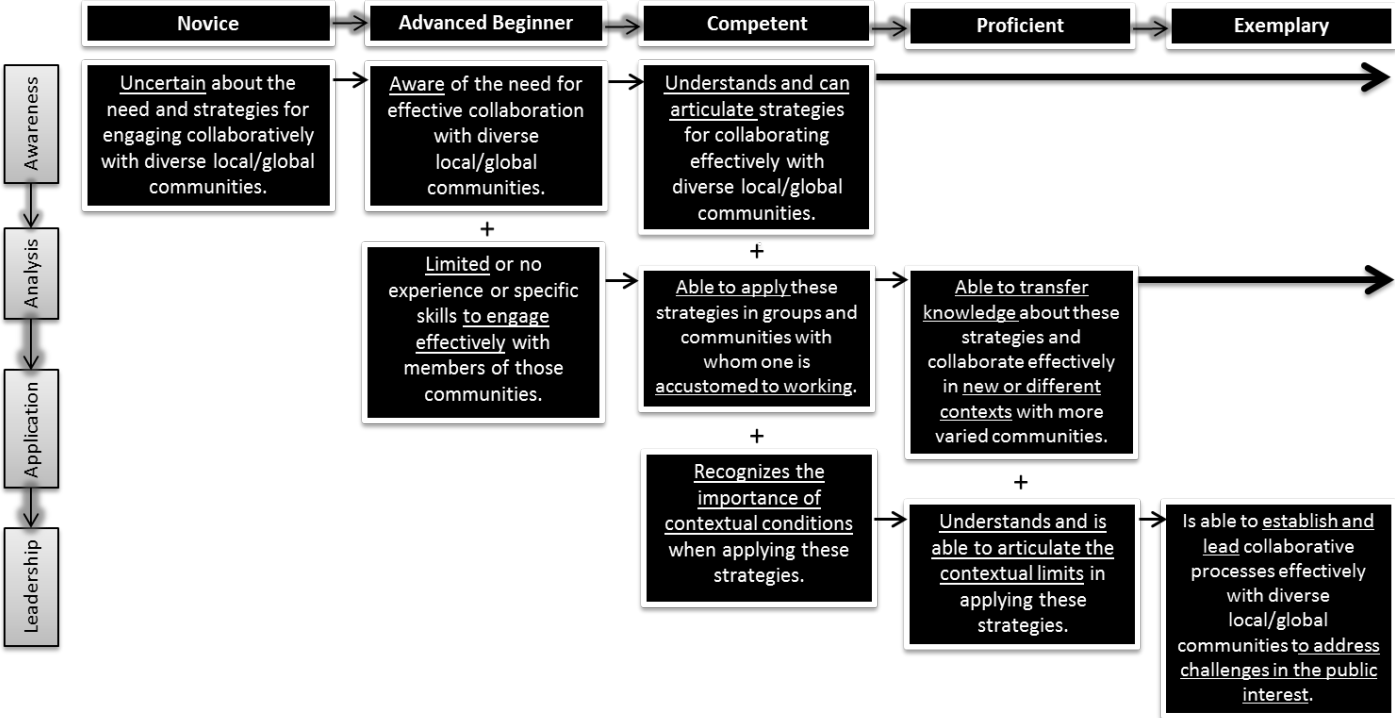 Novice
Advanced Beginner
Competent
Proficient
Exemplary
Awareness
Uncertain about the
need and strategies for
engaging collaboratively
with diverse local/global
communities.
Aware of the need for
effective collaboration
with diverse
local/global
communities.
Understands and can
articulate strategies
for collaborating
effectively with
diverse local/global
communities.
+
+
Analysis
Limited or no
experience or specific
skills to engage
effectively with
members of those
communities.
Able to apply these
strategies in groups and
communities with
whom one is
accustomed to working.
Able to transfer
knowledge about these
strategies and
collaborate effectively
in new or different
contexts with more
varied communities.
Application
+
+
Recognizes the
importance of
contextual conditions
when applying these
strategies.
Understands and is
able to articulate the
contextual limits in
applying these
strategies.
Is able to establish and
lead collaborative
processes effectively
with diverse
local/global
communities to address
challenges in the public
interest.
Leadership